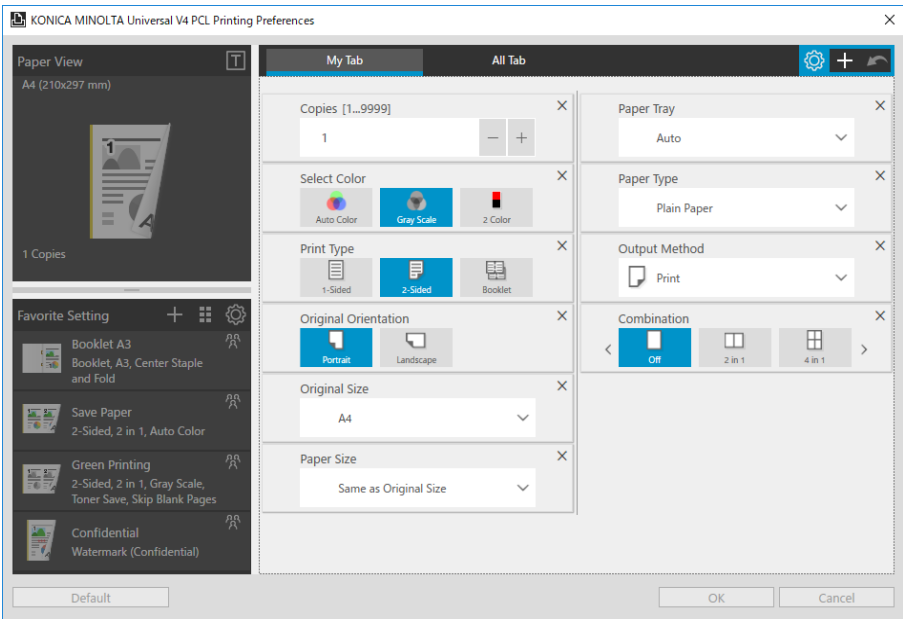 KONICA MINOLTA Universal V4 PCL Printing Preferences
Paper View
T
A4 (210x297 mm)
1
A
1 Copies
Favorite Setting
Booklet A3
Booklet, A3, Center Staple
and Fold
Save Paper
2-Sided, 2 in 1, Auto Color
Green Printing
2-Sided, 2 in 1, Gray Scale,
Toner Save, Skip Blank Pages
Confidential
Watermark (Confidential)
My Tab
All Tab
Copies [1...9999]
1
Select Color
Auto Color
Gray Scale
2 Color
Print Type
1-Sided
2-Sided
Booklet
Original Orientation
Portrait
Landscape
Original Size
A4
Paper Size
Same as Original Size
Paper Tray
Auto
Paper Type
Plain Paper
Output Method
Print
Combination
Off
2 in 1
4 in 1
Default
OK
Cancel